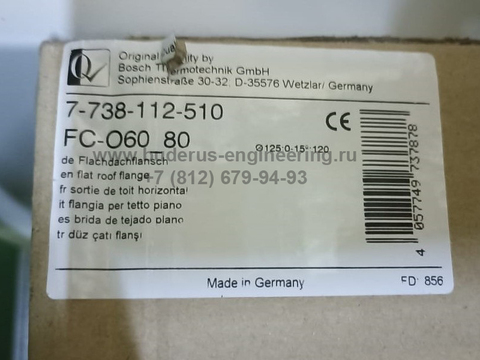 Original Quality by
Bosch Thermotechnik GmbH
Sophienstraße 30-32, D-35576 Wetzlar/ Germany
7-738-112-510
CE
FC-O60_80
Ø125:0-15° 120
buderus-engineering.ru
+7 (812) 679-94-93
de Flachdachflansch
en flat roof flange
fr sortie de toit horizontal
it flangia per tetto piano
es brida de tejado plano
tr düz çatı flanşı
4 057749 737878
Made in Germany
FD: 856